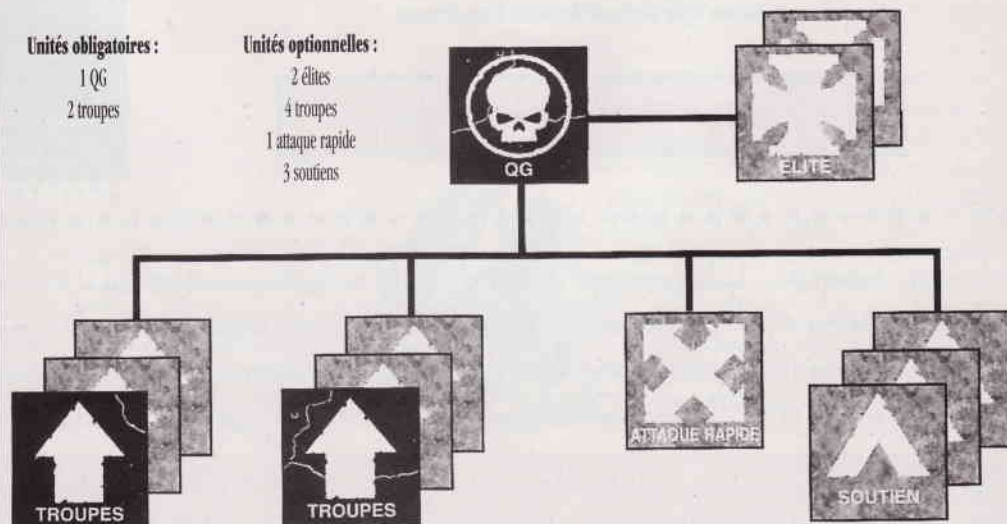 Unités obligatoires :
1 QG
2 troupes
Unités optionnelles :
2 élites
4 troupes
1 attaque rapide
3 soutiens
QG
ELITE
TROUPES
TROUPES
ATTAQUE RAPIDE
SOUTIEN